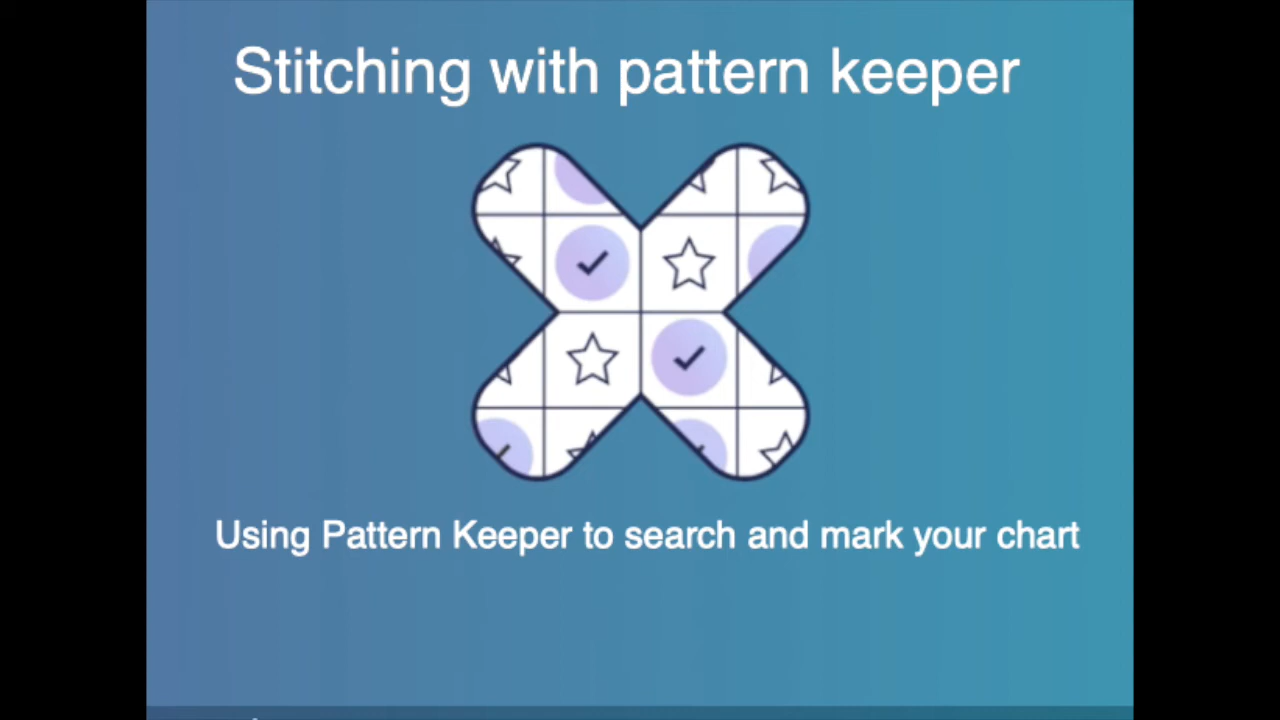 Stitching with pattern keeper
Using Pattern Keeper to search and mark your chart